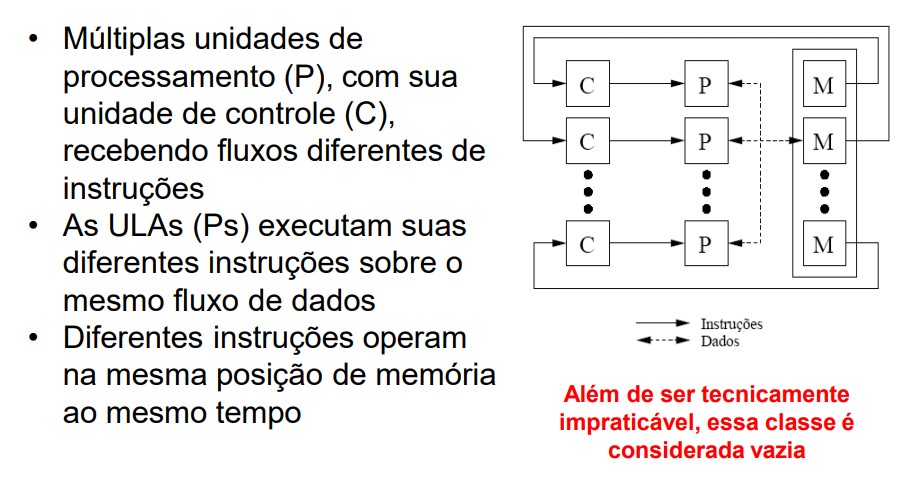 • Múltiplas unidades de
processamento (P), com sua
unidade de controle (C),
recebendo fluxos diferentes de
instruções
• As ULAs (Ps) executam suas
diferentes instruções sobre o
mesmo fluxo de dados
• Diferentes instruções operam
na mesma posição de memória
ao mesmo tempo
C P M
C P M
C P M
Instruções
Dados
Além de ser tecnicamente
impraticável, essa classe é
considerada vazia